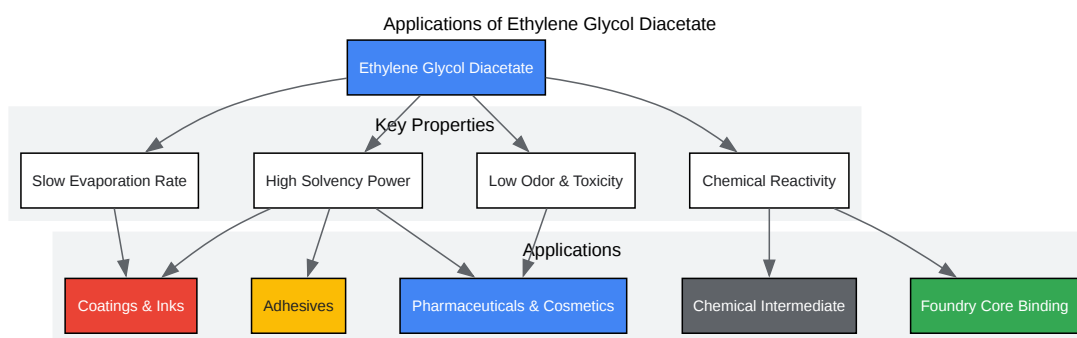 Applications of Ethylene Glycol Diacetate
Ethylene Glycol Diacetate
Key Properties
Slow Evaporation Rate
High Solvency Power
Low Odor & Toxicity
Chemical Reactivity
Applications
Coatings & Inks
Adhesives
Pharmaceuticals & Cosmetics
Chemical Intermediate
Foundry Core Binding